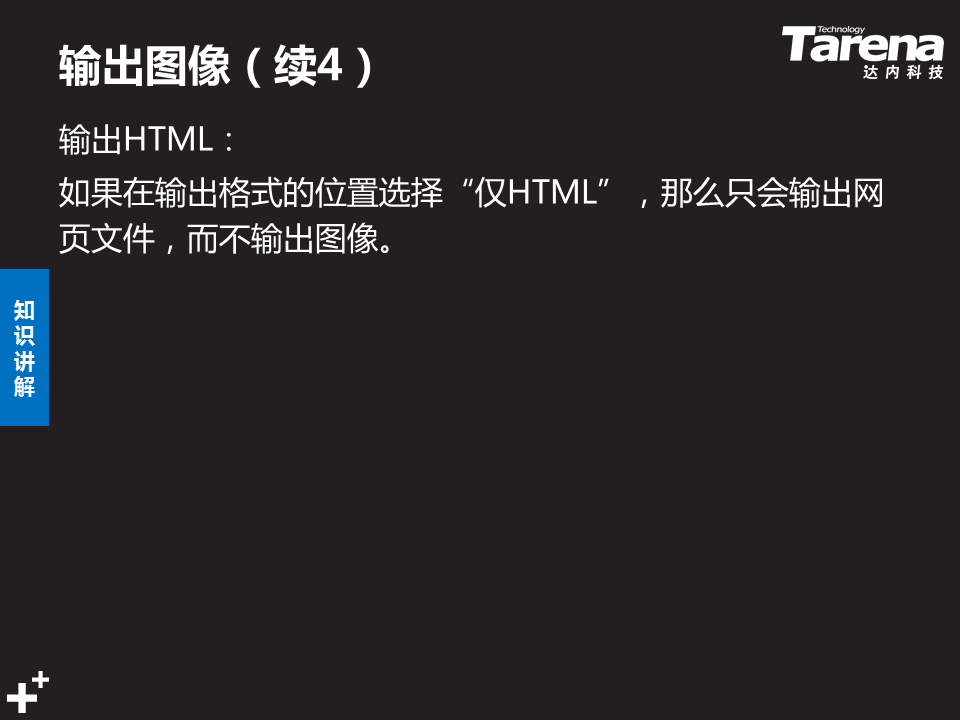 输出图像（续4）
Technology
Tarena
达内科技
输出HTML：
如果在输出格式的位置选择“仅HTML”，那么只会输出网
页文件，而不输出图像。
知
识
讲
解